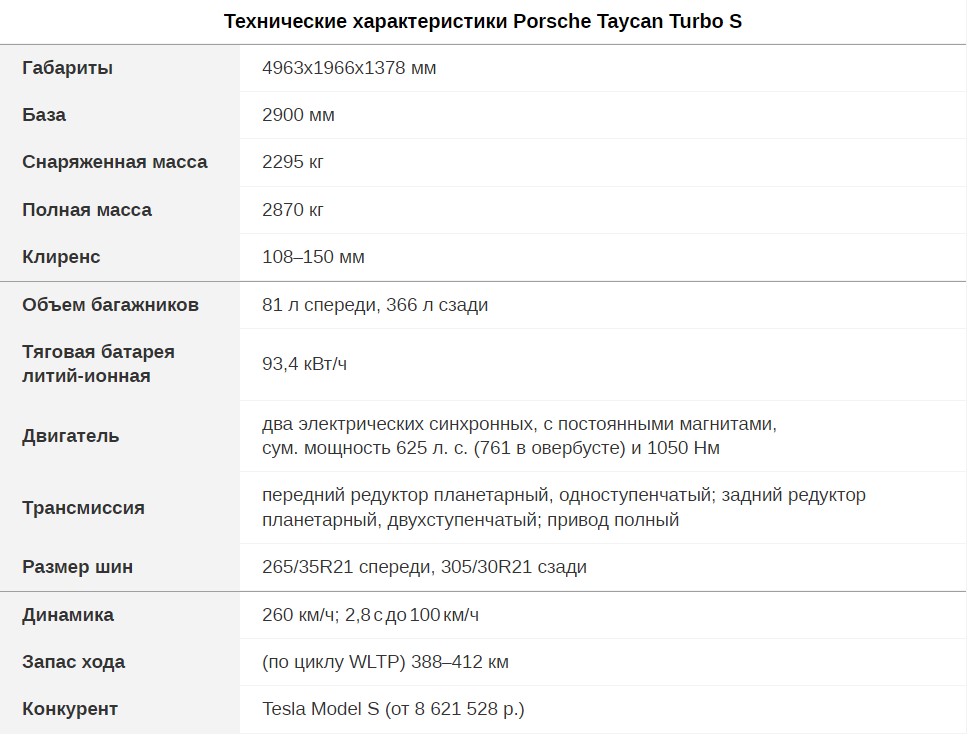 Технические характеристики Porsche Taycan Turbo S
Габариты 4963x1966x1378 мм
База 2900 мм
Снаряженная масса 2295 кг
Полная масса 2870 кг
Клиренс 108–150 мм
Объем багажников 81 л спереди, 366 л сзади
Тяговая батарея
литий-ионная
93,4 кВт/ч
Двигатель
два электрических синхронных, с постоянными магнитами,
сум. мощность 625 л. с. (761 в овербусте) и 1050 Нм
Трансмиссия
передний редуктор планетарный, одноступенчатый; задний редуктор
планетарный, двухступенчатый; привод полный
Размер шин 265/35R21 спереди, 305/30R21 сзади
Динамика 260 км/ч; 2,8 с до 100 км/ч
Запас хода (по циклу WLTP) 388–412 км
Конкурент Tesla Model S (от 8 621 528 р.)